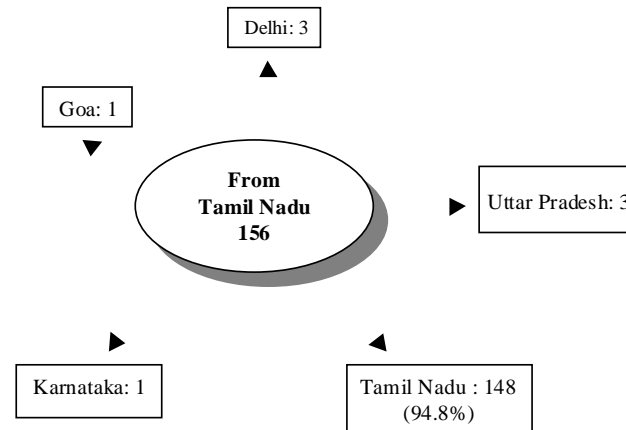 Delhi: 3
Goa: 1
From
Tamil Nadu
156
Uttar Pradesh: 3
Karnataka: 1
Tamil Nadu : 148
(94.8%)